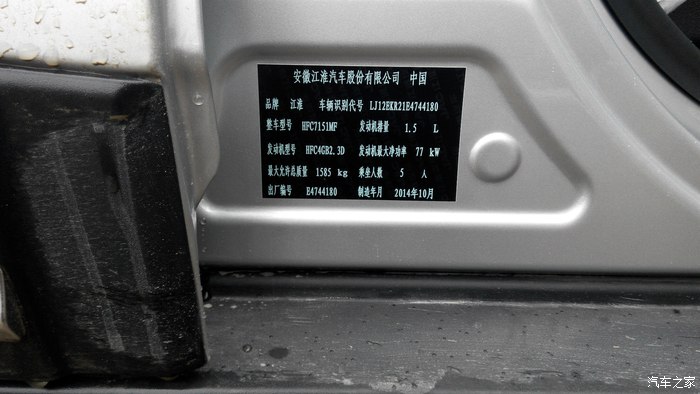 安徽江淮汽车股份有限公司 中国
品牌 江淮 车辆识别代号 LJ12EKR21E4744180
整车型号 HFC7151MF 发动机排量 1.5 L
发动机型号 HFC4GB2.3D 发动机最大净功率 77 kW
最大允许总质量 1585 kg 乘坐人数 5 人
出厂编号 E4744180 制造年月 2014年10月
汽车之家